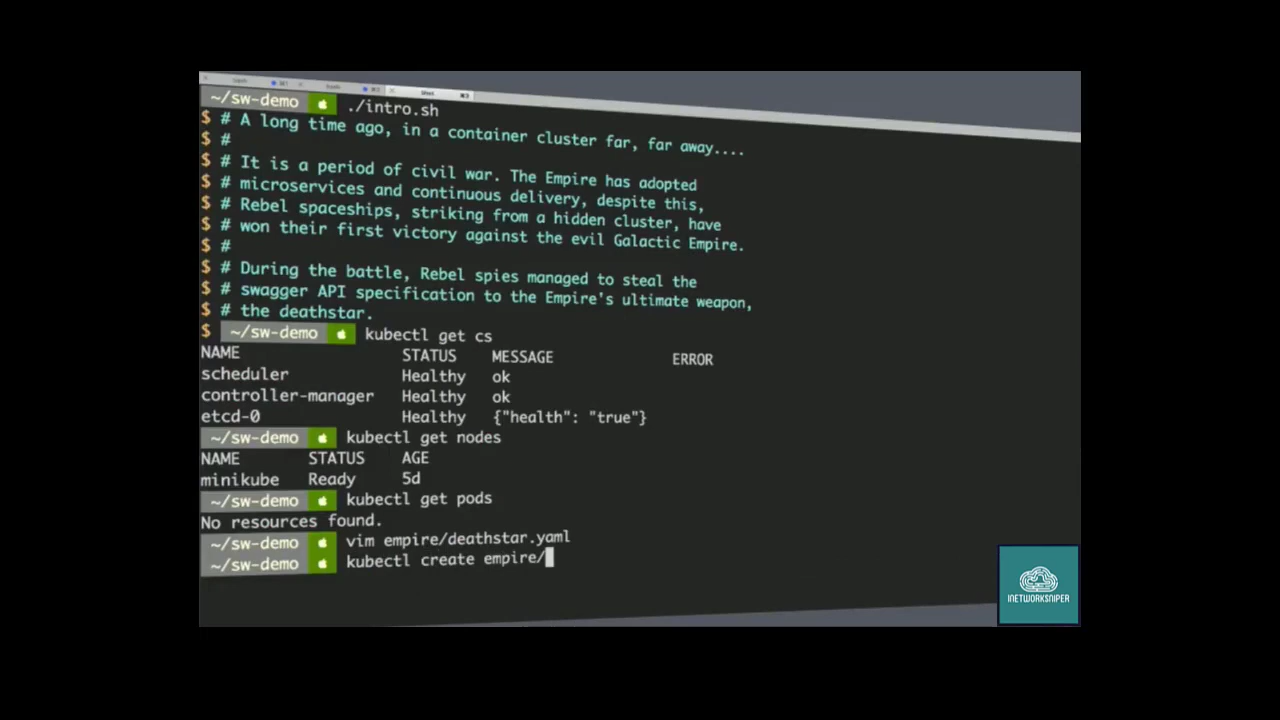 ~/sw-demo ./intro.sh
$ # A long time ago, in a container cluster far, far away....
$ #
$ # It is a period of civil war. The Empire has adopted
$ # microservices and continuous delivery, despite this,
$ # Rebel spaceships, striking from a hidden cluster, have
$ # won their first victory against the evil Galactic Empire.
$ #
$ # During the battle, Rebel spies managed to steal the
$ # swagger API specification to the Empire's ultimate weapon,
$ # the deathstar.
$ ~/sw-demo kubectl get cs
NAME STATUS MESSAGE ERROR
scheduler Healthy ok
controller-manager Healthy ok
etcd-0 Healthy {"health": "true"}
~/sw-demo kubectl get nodes
NAME STATUS AGE
minikube Ready 5d
~/sw-demo kubectl get pods
No resources found.
~/sw-demo vim empire/deathstar.yaml
~/sw-demo kubectl create empire/
INETWORKSNIPER